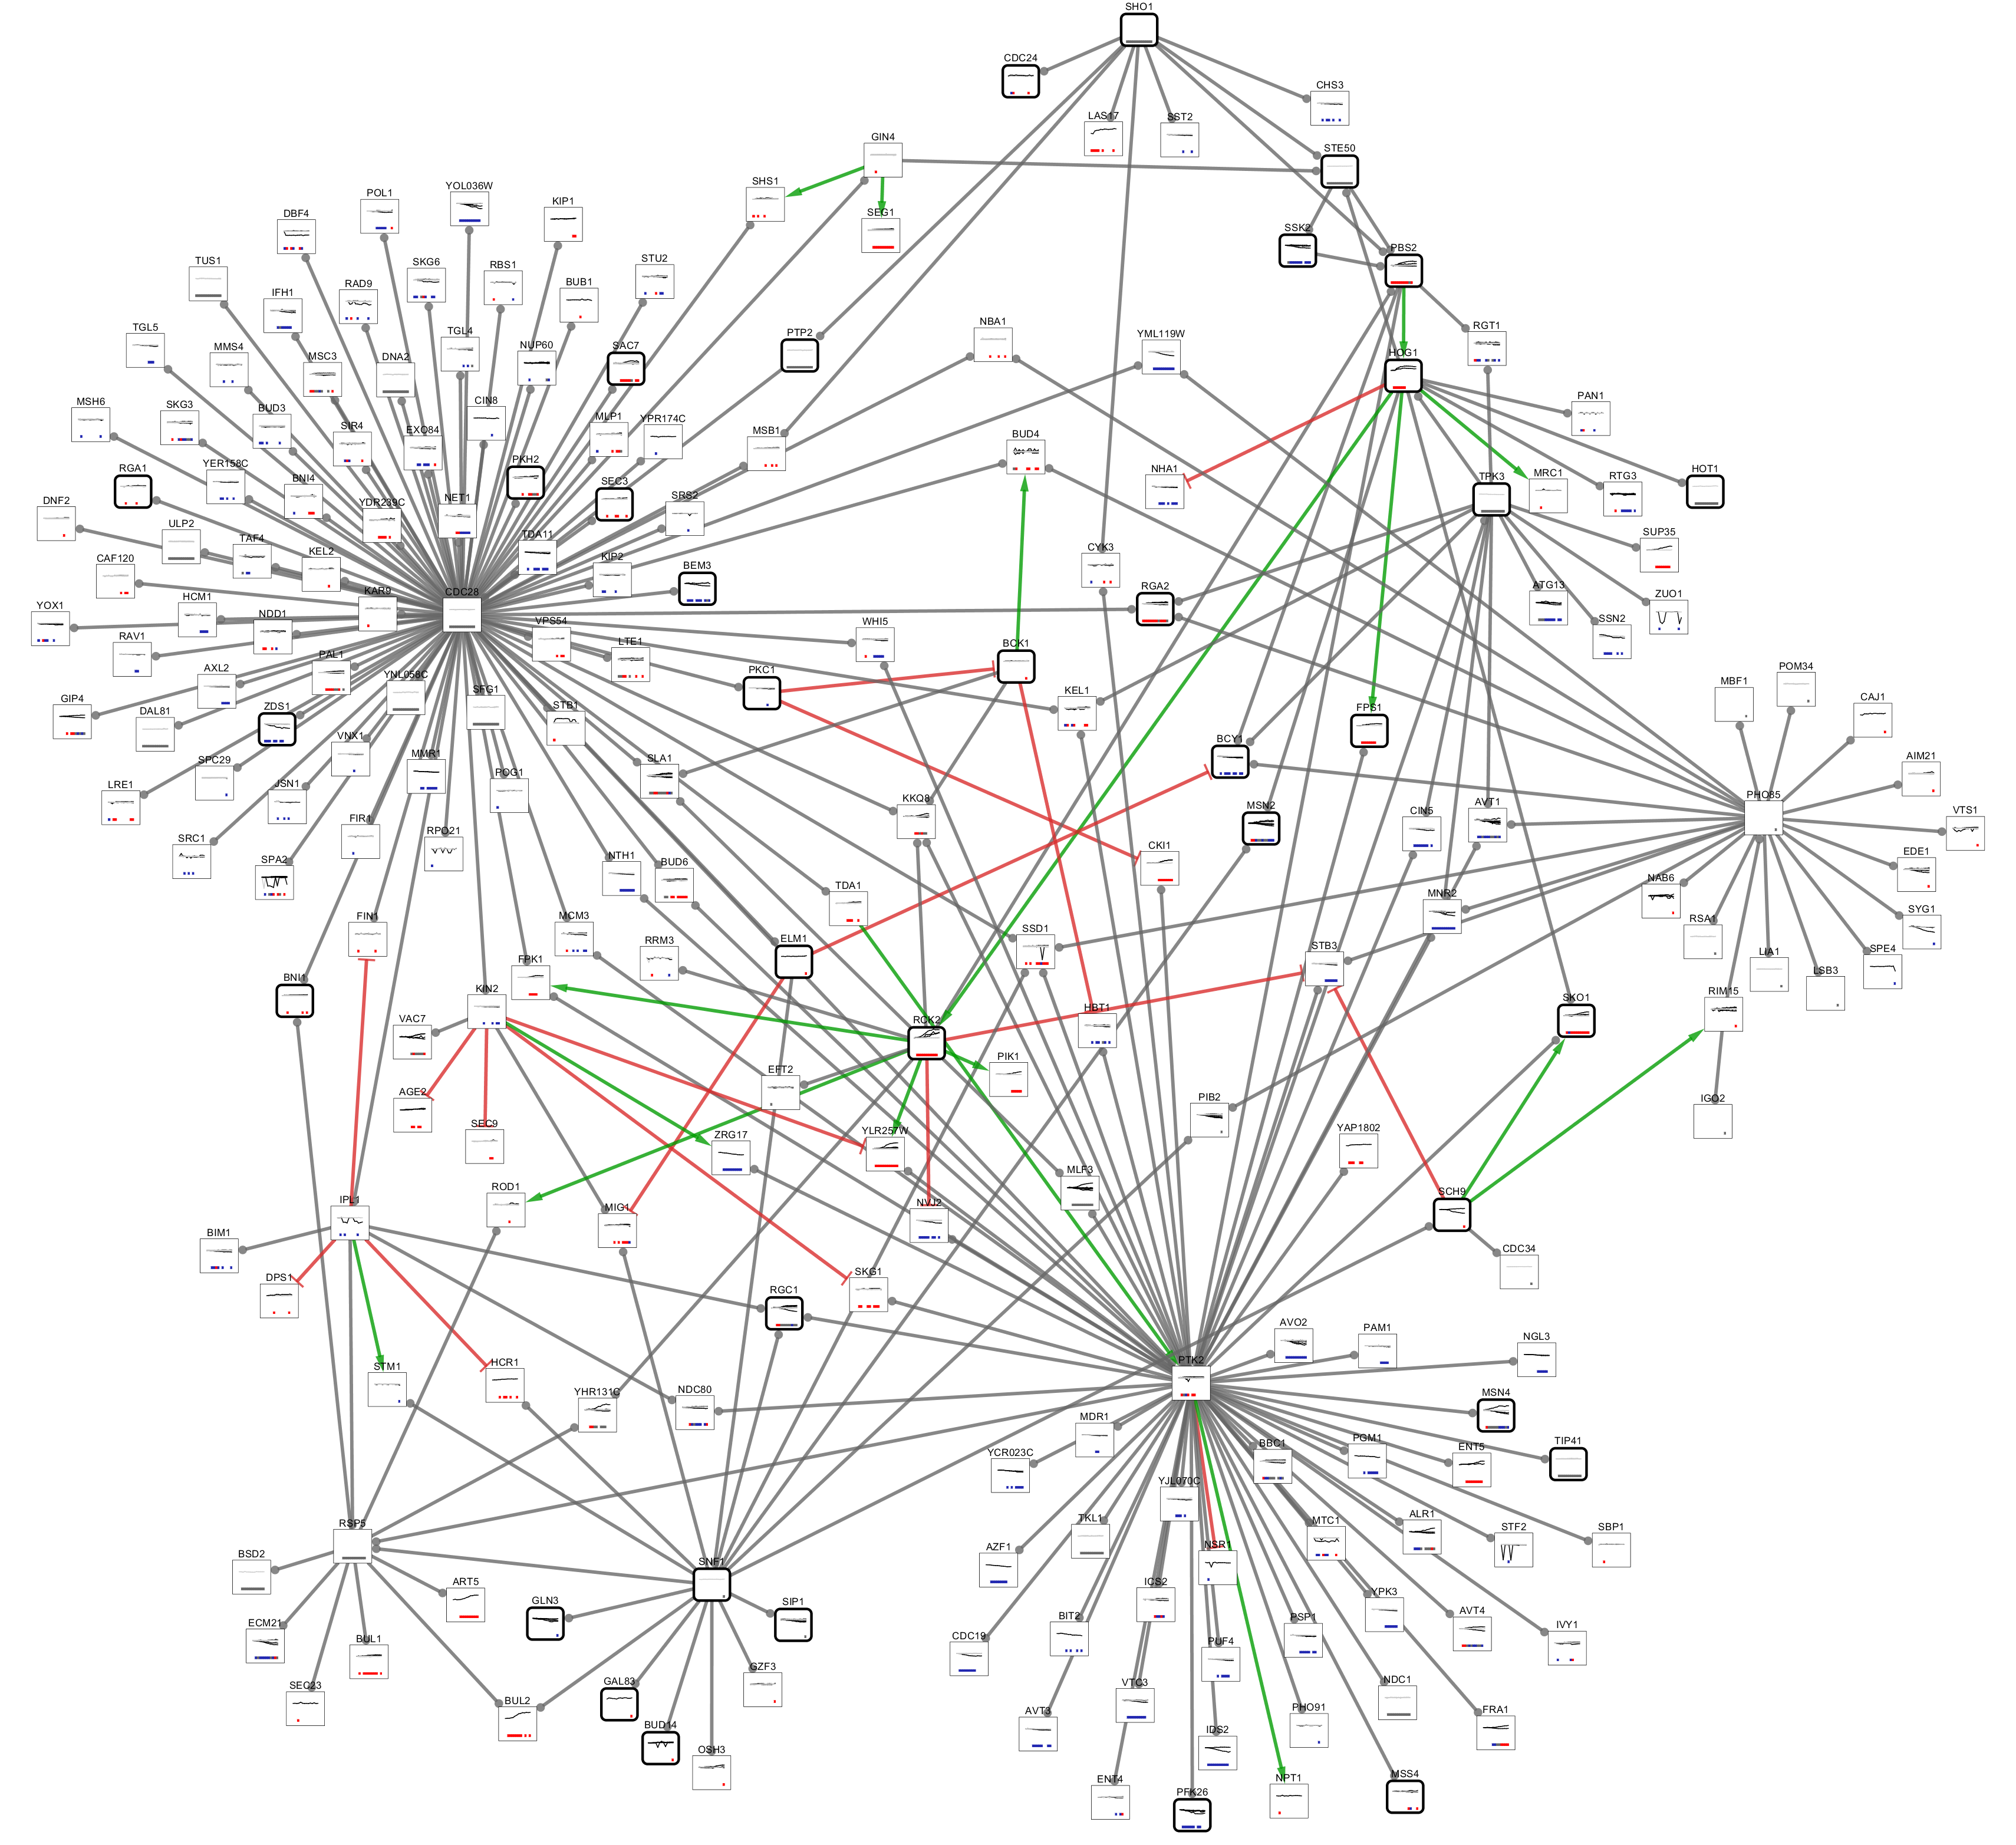 SHO1
CDC24
CHS3
LAS17
SST2
GIN4
STE50
SHS1
YOL036W
POL1
KIP1
DBF4
SEG1
SSK2
PBS2
TUS1
SKG6
STU2
RBS1
RAD9
BUB1
IFH1
NBA1
YML119W
RGT1
TGL5
PTP2
TGL4
MMS4
NUP60
SAC7
MSC3
DNA2
HOG1
PAN1
MSH6
SKG3
BUD3
CIN8
SIR4
EXO84
MLP1
YPR174C
MSB1
BUD4
RGA1
YER158C
PKH2
NHA1
TPK3
MRC1
RTG3
HOT1
BNI4
SEC3
DNF2
YDR239C
NET1
SRS2
ULP2
TAF4
TDA11
SUP35
KEL2
CAF120
KIP2
BEM3
CYK3
RGA2
ATG13
KAR9
CDC28
YOX1
HCM1
NDD1
ZUO1
RAV1
VPS54
WHI5
SSN2
LTE1
PAL1
BCK1
AXL2
YNL058C
PKC1
POM34
GIP4
SFG1
KEL1
MBF1
DAL81
ZDS1
STB1
FPS1
CAJ1
VNX1
BCY1
SPC29
MMR1
SLA1
AIM21
JSN1
POG1
PHO85
LRE1
KKQ8
MSN2
CIN5
AVT1
VTS1
FIR1
RPO21
SRC1
NTH1
CKI1
EDE1
SPA2
BUD6
TDA1
NAB6
MNR2
SYG1
FIN1
MCM3
RSA1
RRM3
ELM1
SSD1
STB3
LIA1
SPE4
BNI1
FPK1
LSB3
KIN2
RIM15
SKO1
VAC7
RCK2
HBT1
PIK1
EFT2
AGE2
PIB2
IGO2
SEC9
ZRG17
YLR257W
YAP1802
MLF3
ROD1
SCH9
IPL1
NVJ2
MIG1
BIM1
CDC34
DPS1
SKG1
RGC1
AVO2
PAM1
NGL3
PTK2
STM1
HCR1
YHR131C
NDC80
MSN4
MDR1
PGM1
BBC1
ENT5
TIP41
YCR023C
YJL070C
RSP5
TKL1
MTC1
ALR1
STF2
SBP1
BSD2
AZF1
NSR1
SNF1
ART5
ICS2
YPK3
GLN3
SIP1
ECM21
BIT2
PSP1
AVT4
IVY1
BUL1
CDC19
PUF4
GZF3
SEC23
GAL83
VTC3
NDC1
BUL2
AVT3
PHO91
FRA1
BUD14
IDS2
OSH3
ENT4
NPT1
MSS4
PFK26